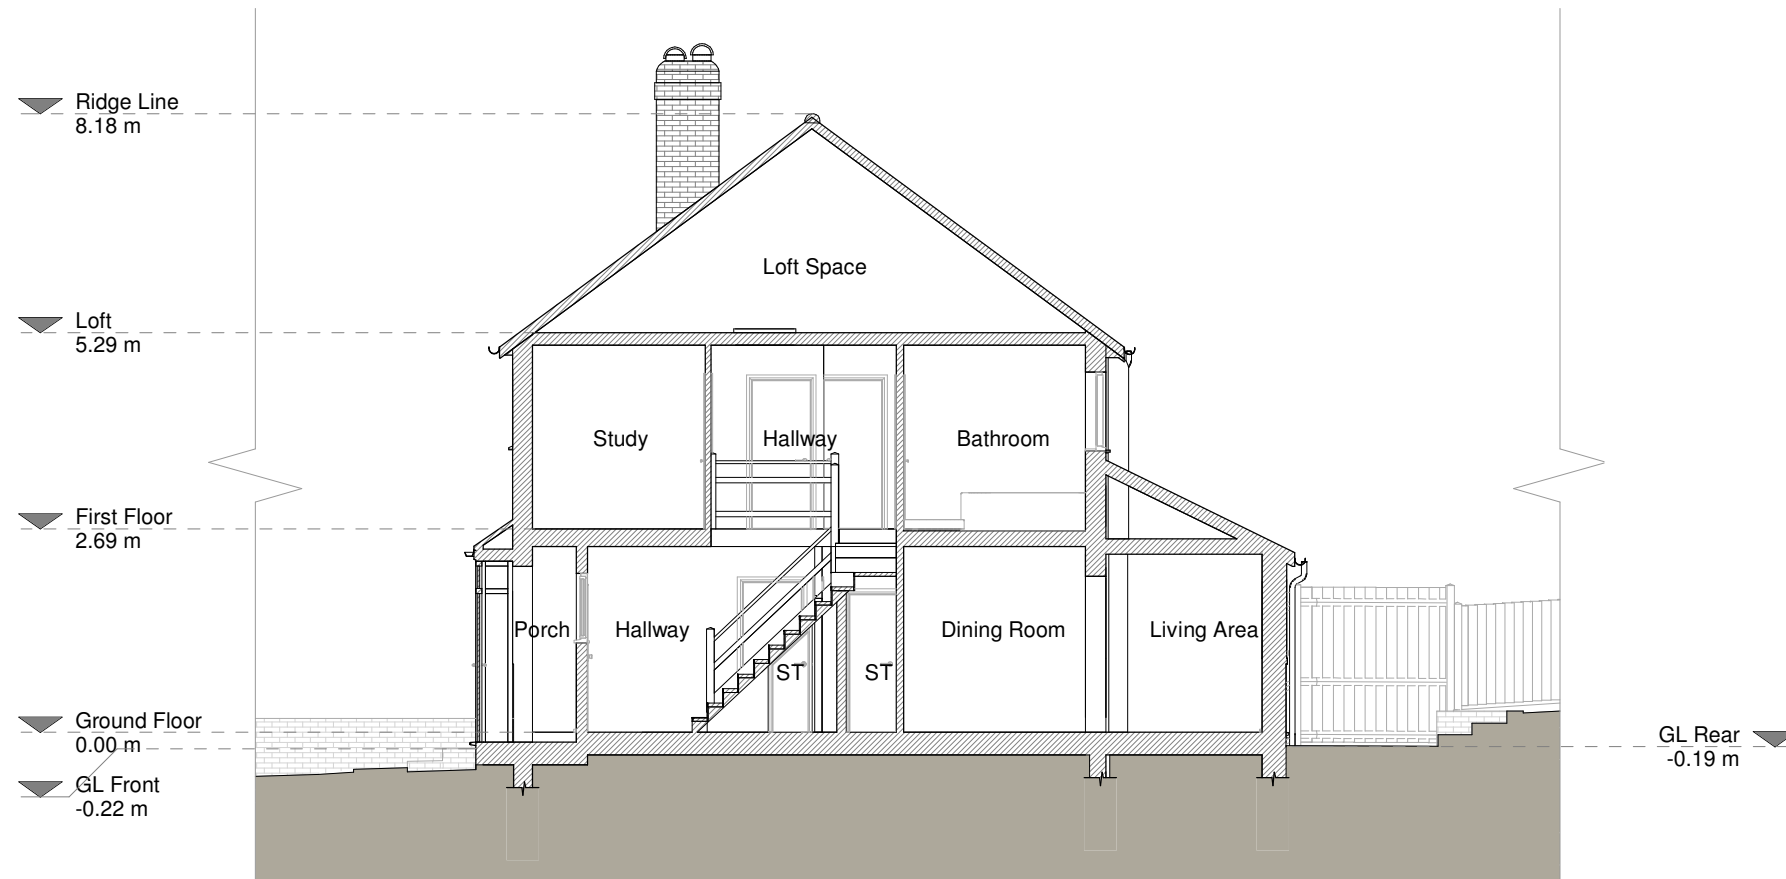 Ridge Line
8.18 m
Loft Space
Loft
5.29 m
Study
Hallway
Bathroom
First Floor
2.69 m
Porch
Hallway
Dining Room
Living Area
ST
ST
Ground Floor
0.00 m
GL Rear
-0.19 m
GL Front
-0.22 m